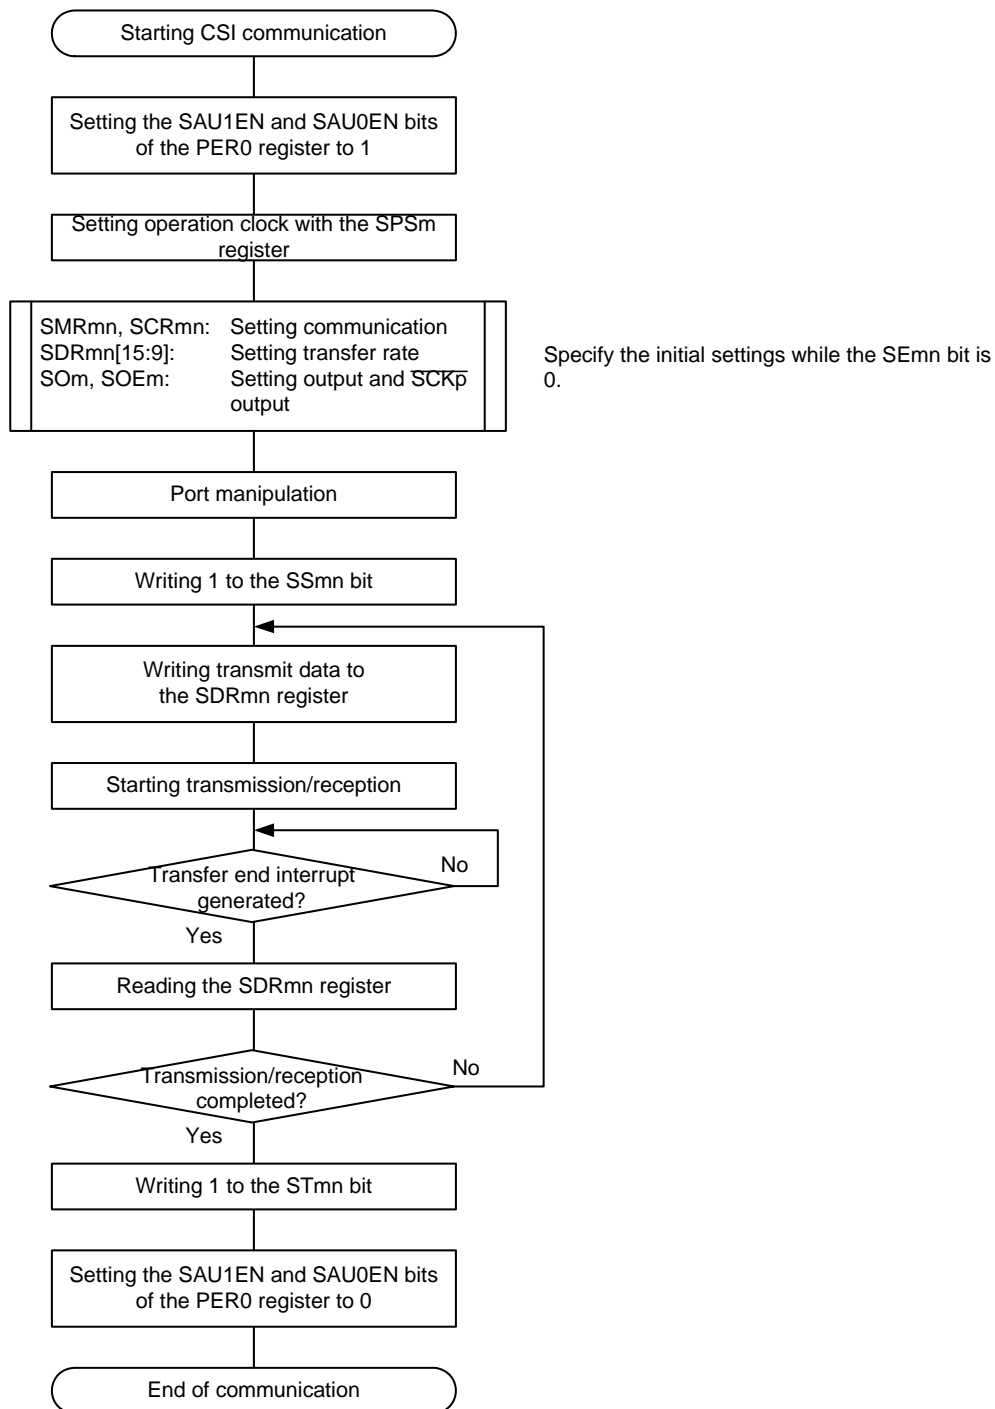 Starting CSI communication
Setting the SAU1EN and SAU0EN bits
of the PER0 register to 1
Setting operation clock with the SPSm
register
SMRmn, SCRmn: Setting communication
SDRmn[15:9]: Setting transfer rate
SOm, SOEm: Setting output and S̅C̅K̅p̅
output
Specify the initial settings while the SEmn bit is
0.
Port manipulation
Writing 1 to the SSmn bit
Writing transmit data to
the SDRmn register
Starting transmission/reception
Transfer end interrupt
generated?
No
Yes
Reading the SDRmn register
Transmission/reception
completed?
No
Yes
Writing 1 to the STmn bit
Setting the SAU1EN and SAU0EN bits
of the PER0 register to 0
End of communication